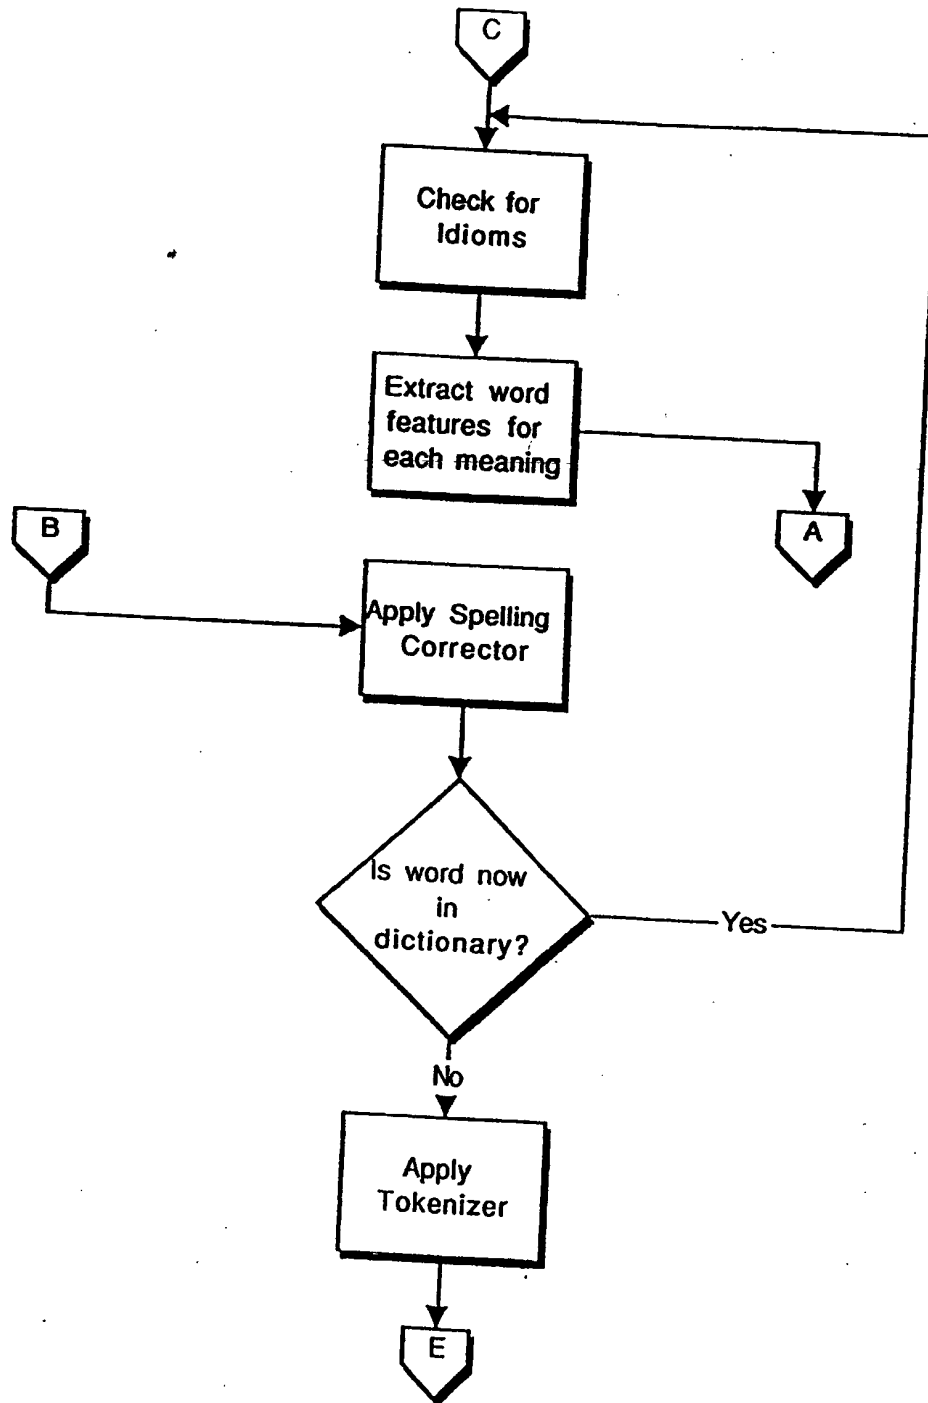 C
Check for
Idioms
Extract word
features for
each meaning
A
B
Apply Spelling
Corrector
Is word now
in
dictionary?
Yes
No
Apply
Tokenizer
E